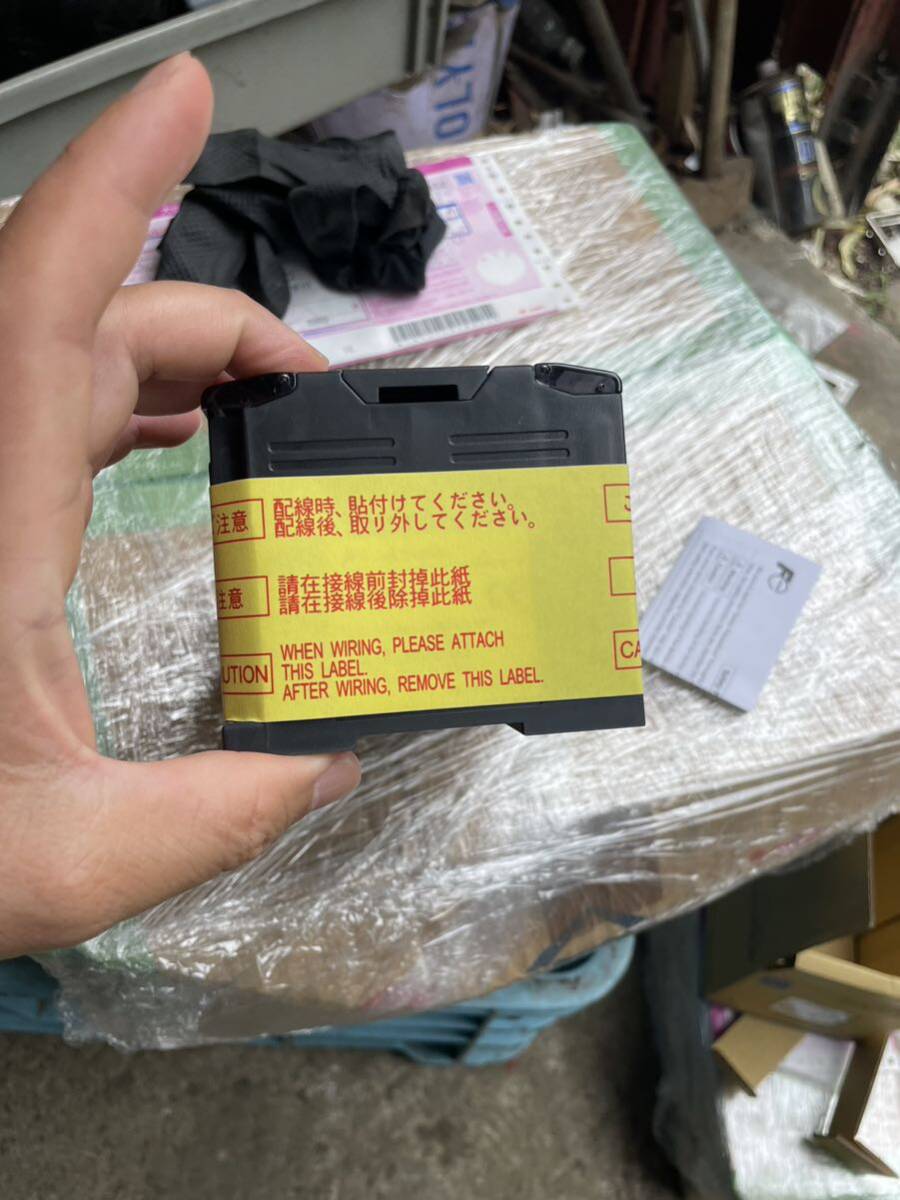 OLY
注意
配線時、貼付けてください。
配線後、取り外してください。
注意
請在接線前封掉此紙
請在接線後除掉此紙
UTION
WHEN WIRING, PLEASE ATTACH
THIS LABEL.
AFTER WIRING, REMOVE THIS LABEL.
CA